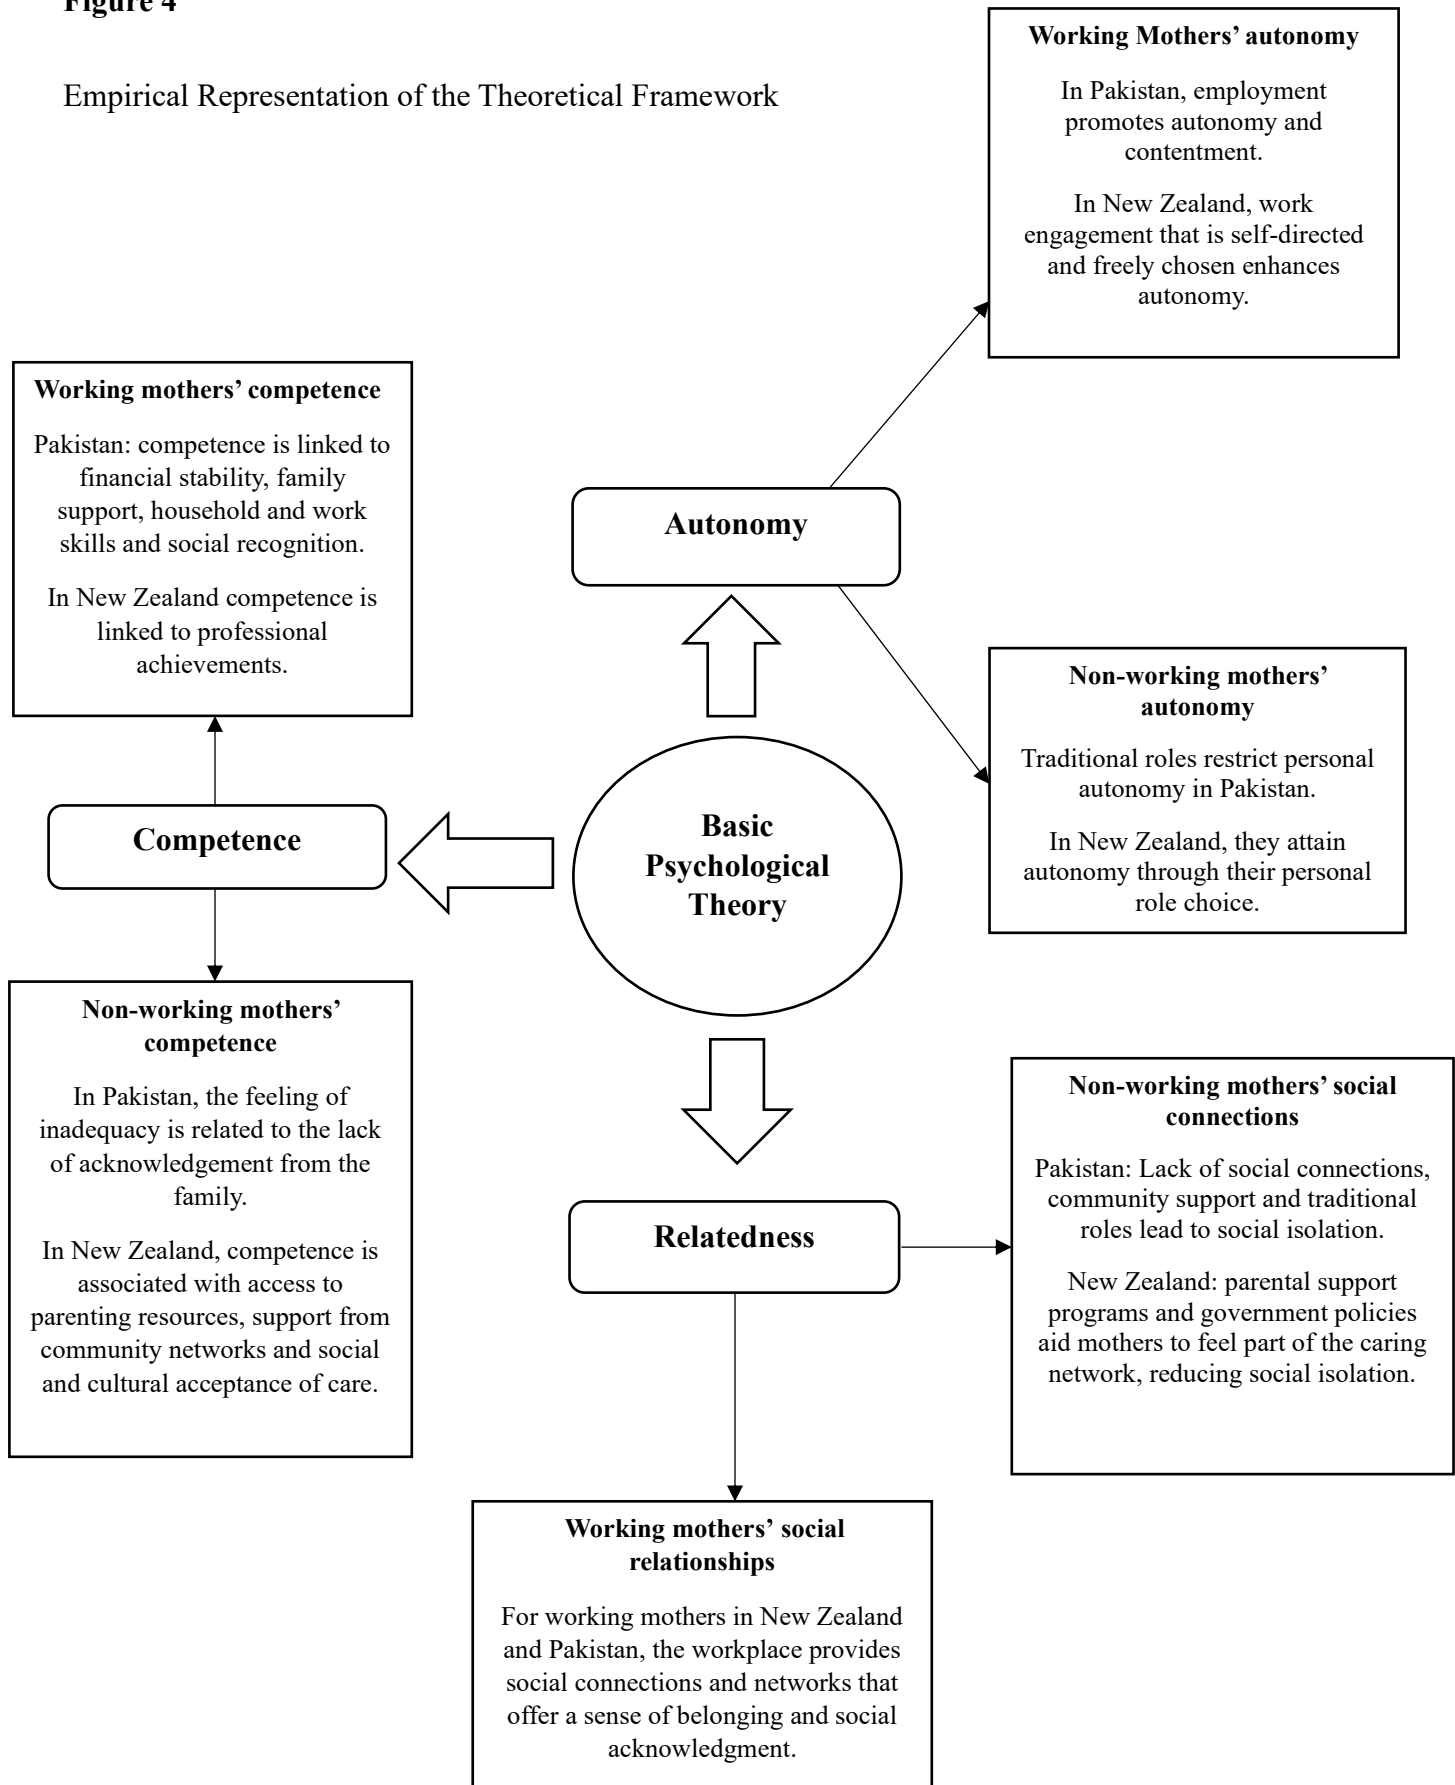 Figure 4
Empirical Representation of the Theoretical Framework
Working Mothers’ autonomy
In Pakistan, employment
promotes autonomy and
contentment.
In New Zealand, work
engagement that is self-directed
and freely chosen enhances
autonomy.
Working mothers’ competence
Pakistan: competence is linked to
financial stability, family
support, household and work
skills and social recognition.
In New Zealand competence is
linked to professional
achievements.
Autonomy
Non-working mothers’
autonomy
Traditional roles restrict personal
autonomy in Pakistan.
In New Zealand, they attain
autonomy through their personal
role choice.
Competence
Basic
Psychological
Theory
Non-working mothers’
competence
In Pakistan, the feeling of
inadequacy is related to the lack
of acknowledgement from the
family.
In New Zealand, competence is
associated with access to
parenting resources, support from
community networks and social
and cultural acceptance of care.
Non-working mothers’ social
connections
Pakistan: Lack of social connections,
community support and traditional
roles lead to social isolation.
New Zealand: parental support
programs and government policies
aid mothers to feel part of the caring
network, reducing social isolation.
Relatedness
Working mothers’ social
relationships
For working mothers in New Zealand
and Pakistan, the workplace provides
social connections and networks that
offer a sense of belonging and social
acknowledgment.